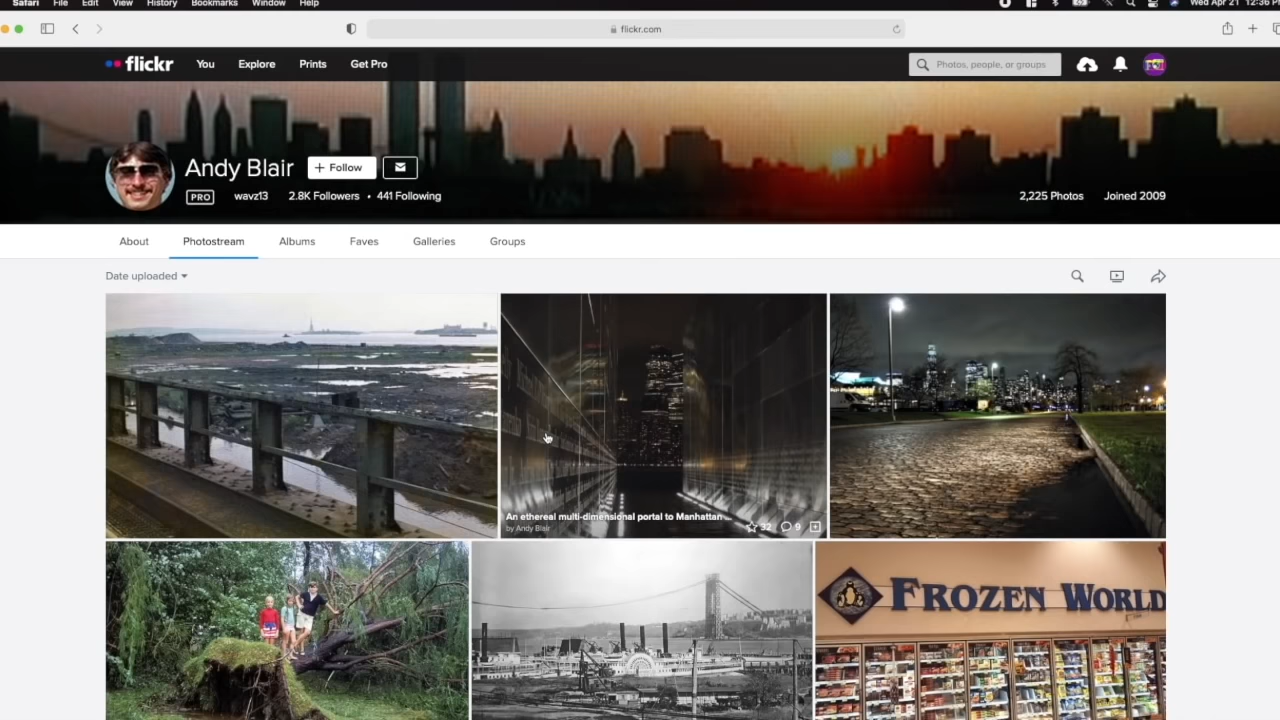 Safari File Edit View History Bookmarks Window Help Wed Apr 21 12:36
flickr.com
flickr You Explore Prints Get Pro Photos, people, or groups
Andy Blair + Follow
PRO wavz13 2.8K Followers • 441 Following 2,225 Photos Joined 2009
About Photostream Albums Faves Galleries Groups
Date uploaded
An ethereal multi-dimensional portal to Manhattan ...
by Andy Blair 32 9
FROZEN WORLD